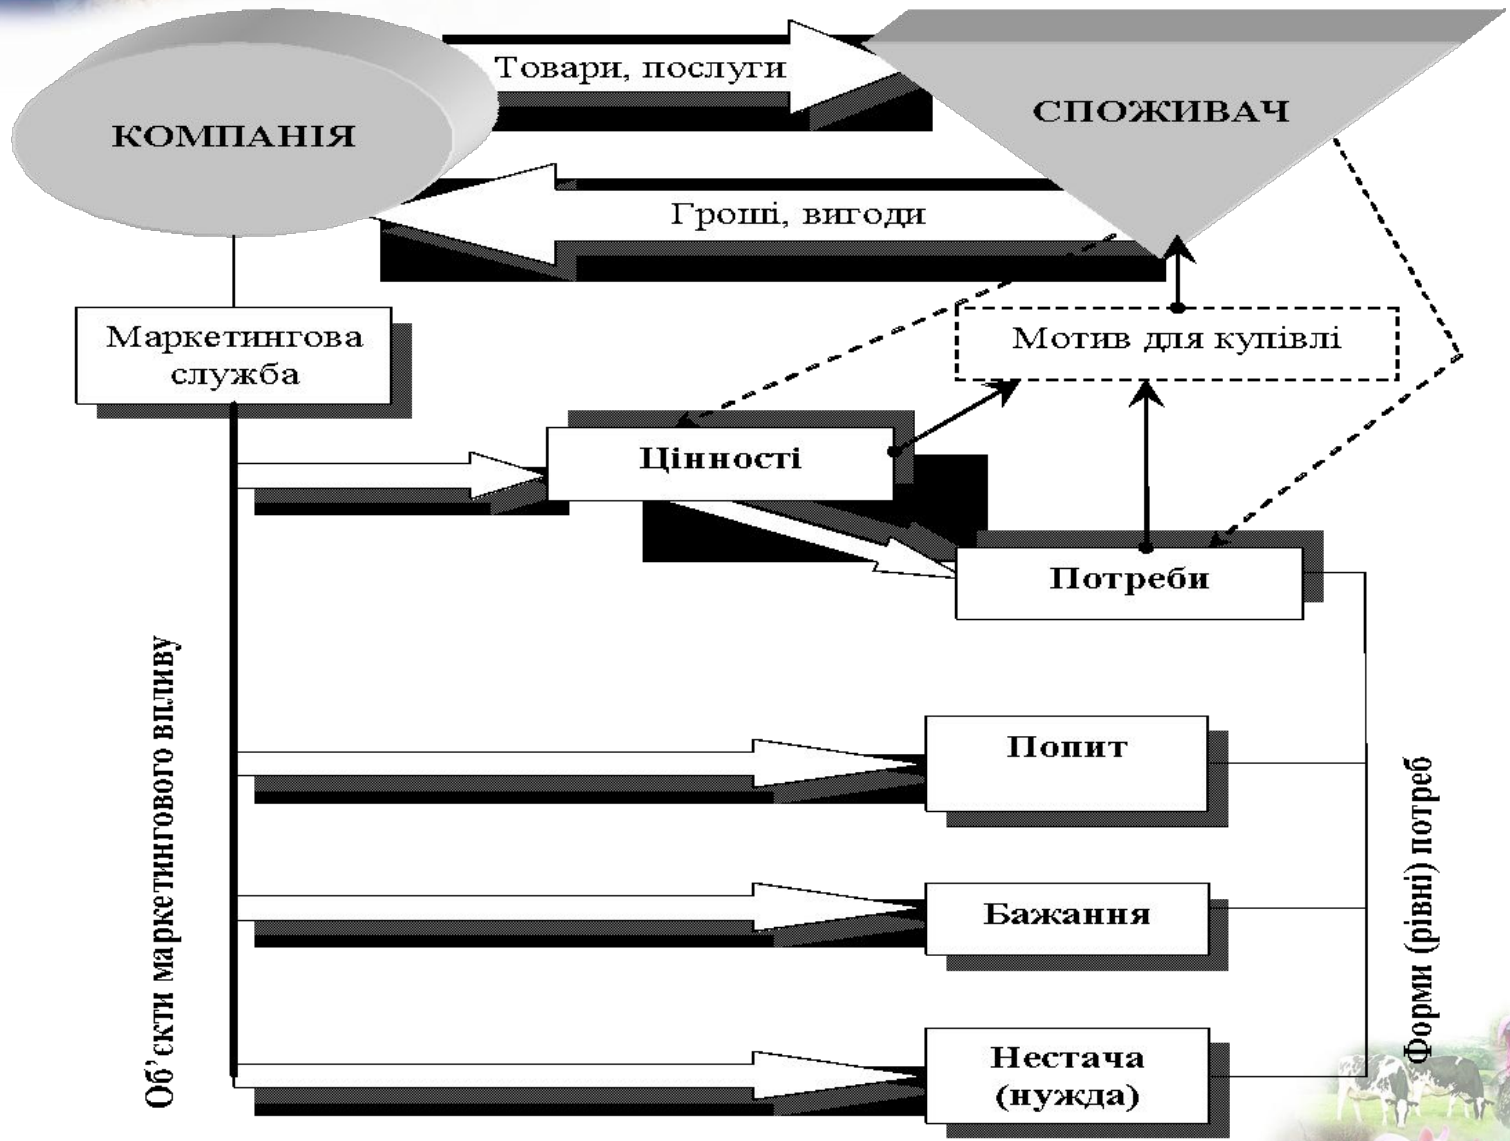 Товари, послуги
КОМПАНІЯ
СПОЖИВАЧ
Гроші, вигоди
Маркетингова
служба
Мотив для купівлі
Цінності
Потреби
Об’єкти маркетингового впливу
Попит
Бажання
Нестача
(нужда)
Форми (рівні) потреб